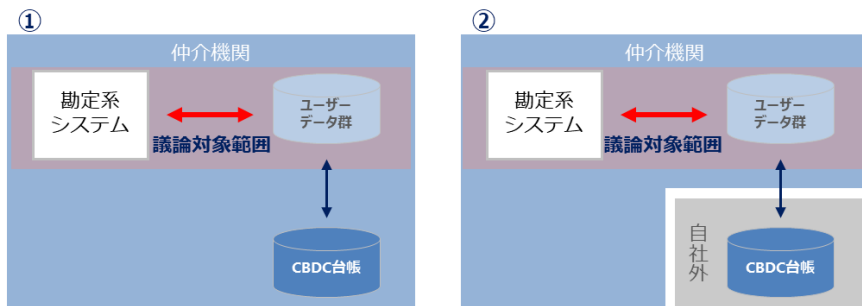 ①
仲介機関
勘定系
システム
ユーザー
データ群
議論対象範囲
CBDC台帳
②
仲介機関
勘定系
システム
ユーザー
データ群
議論対象範囲
自社外
CBDC台帳